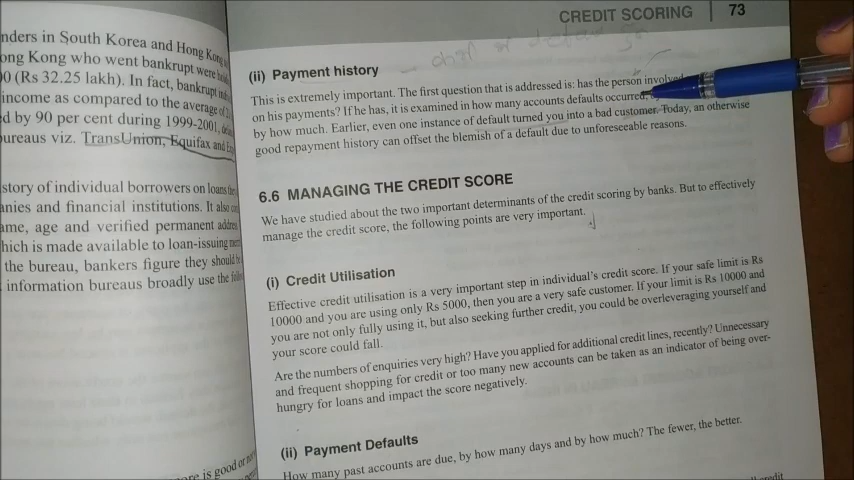 CREDIT SCORING | 73
nders in South Korea and Hong Kong
ong Kong who went bankrupt were
0 (Rs 32.25 lakh). In fact, bankrupt
income as compared to the average of
d by 90 per cent during 1999-2001,
ureaus viz. TransUnion, Equifax and
story of individual borrowers on loans
anies and financial institutions. It also
ame, age and verified permanent
hich is made available to loan-issuing
the bureau, bankers figure they should
information bureaus broadly use the
re is good or
(ii) Payment history
This is extremely important. The first question that is addressed is: has the person involved
on his payments? If he has, it is examined in how many accounts defaults occurred,
by how much. Earlier, even one instance of default turned you into a bad customer. Today, an otherwise
good repayment history can offset the blemish of a default due to unforeseeable reasons.
6.6 MANAGING THE CREDIT SCORE
We have studied about the two important determinants of the credit scoring by banks. But to effectively
manage the credit score, the following points are very important.
(i) Credit Utilisation
Effective credit utilisation is a very important step in individual's credit score. If your safe limit is Rs
10000 and you are using only Rs 5000, then you are a very safe customer. If your limit is Rs 10000 and
you are not only fully using it, but also seeking further credit, you could be overleveraging yourself and
your score could fall.
Are the numbers of enquiries very high? Have you applied for additional credit lines, recently? Unnecessary
and frequent shopping for credit or too many new accounts can be taken as an indicator of being over-
hungry for loans and impact the score negatively.
(ii) Payment Defaults
How many past accounts are due, by how many days and by how much? The fewer, the better.
credit